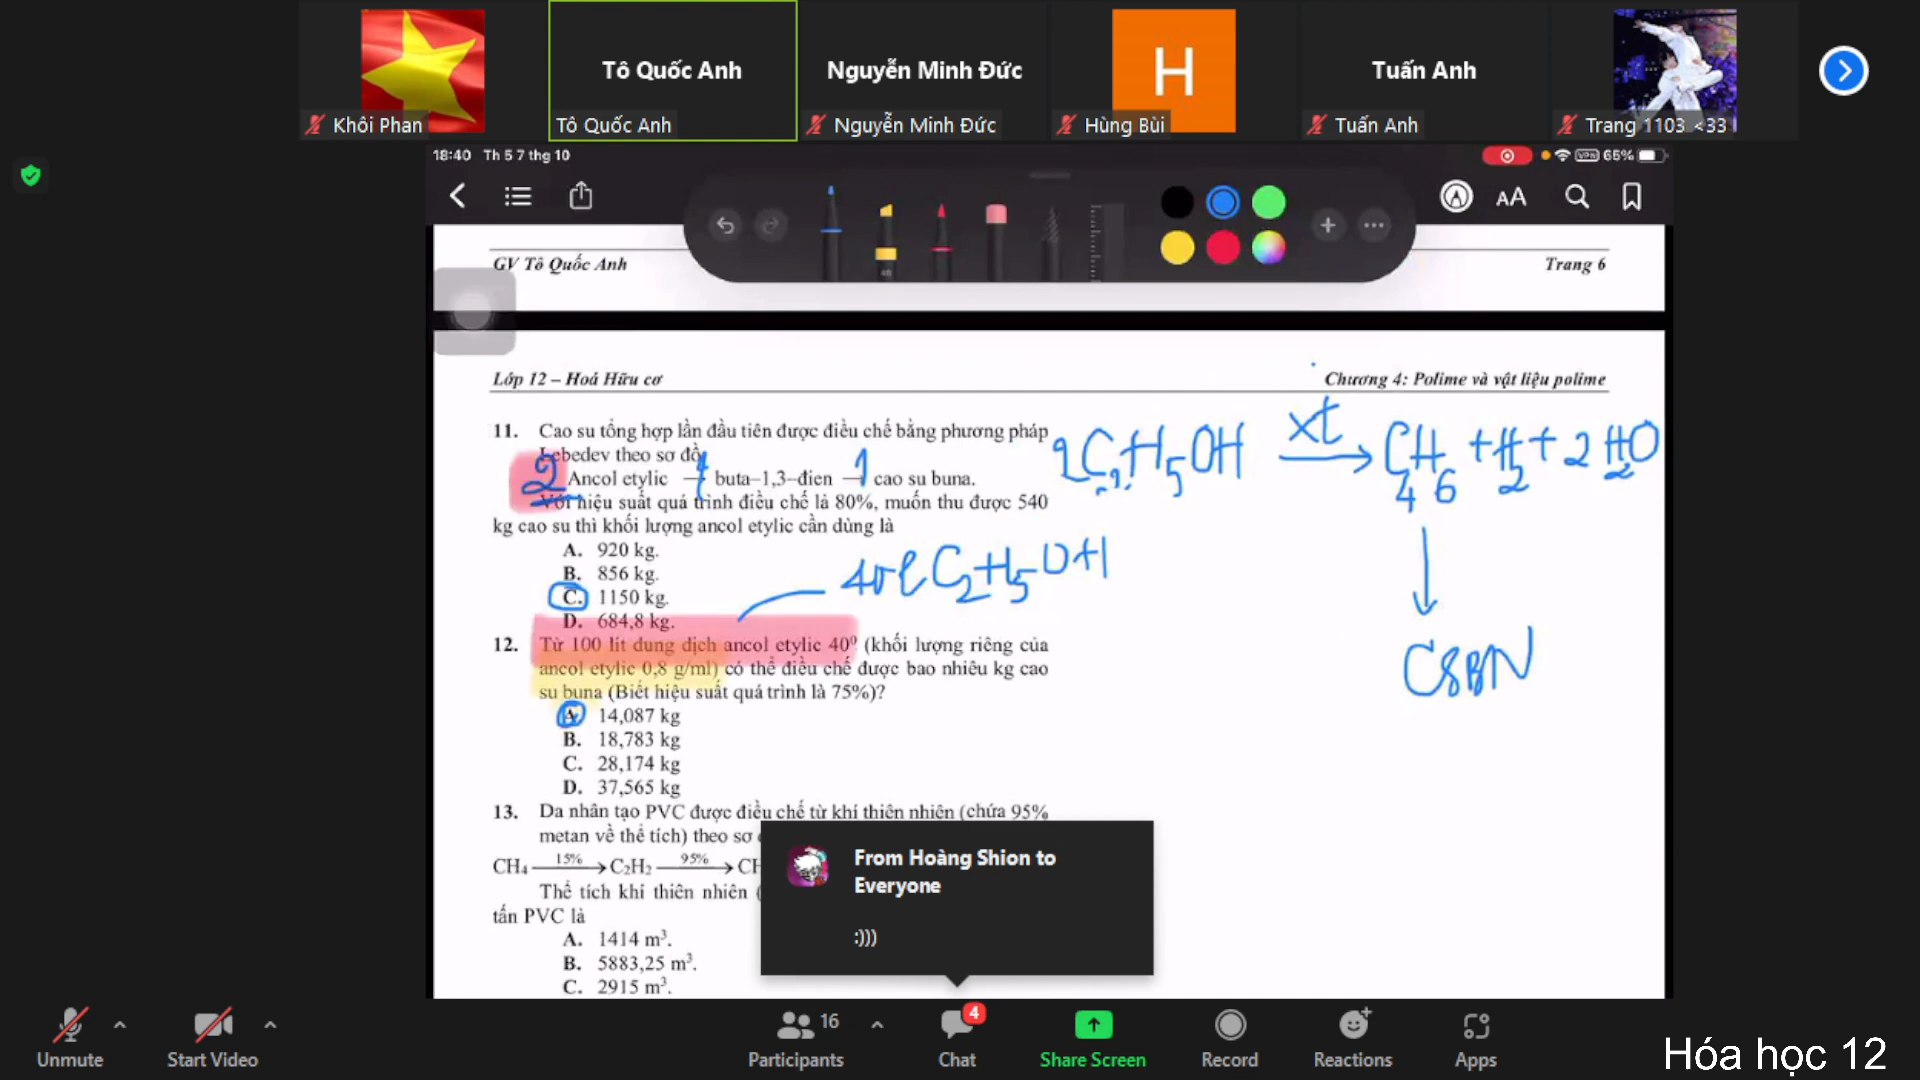 Tô Quốc Anh
Nguyễn Minh Đức
H
Tuấn Anh
Khôi Phan
Tô Quốc Anh
Nguyễn Minh Đức
Hùng Bùi
Tuấn Anh
Trang 1103 <33
18:40 Th 5 7 thg 10
VPN 65%
AA
GV Tô Quốc Anh
Trang 6
Lớp 12 – Hoá Hữu cơ
Chương 4: Polime và vật liệu polime
11. Cao su tổng hợp lần đầu tiên được điều chế bằng phương pháp
Lebedev theo sơ đồ
2 Ancol etylic → buta–1,3–đien → cao su buna.
1 1
Với hiệu suất quá trình điều chế là 80%, muốn thu được 540
kg cao su thì khối lượng ancol etylic cần dùng là
A. 920 kg.
B. 856 kg.
C. 1150 kg.
D. 684,8 kg.
2C2H5OH xt → C4H6 + H2 + 2H2O
↓
CSBN
40l C2H5OH
12. Từ 100 lít dung dịch ancol etylic 40⁰ (khối lượng riêng của
ancol etylic 0,8 g/ml) có thể điều chế được bao nhiêu kg cao
su buna (Biết hiệu suất quá trình là 75%)?
A. 14,087 kg
B. 18,783 kg
C. 28,174 kg
D. 37,565 kg
13. Da nhân tạo PVC được điều chế từ khí thiên nhiên (chứa 95%
metan về thể tích) theo sơ
CH₄ 15%→ C₂H₂ 95%→
Thể tích khí thiên nhiên (
tấn PVC là
A. 1414 m³.
B. 5883,25 m³.
C. 2915 m³.
From Hoàng Shion to
Everyone
:)))
Unmute
Start Video
16
Participants
4
Chat
Share Screen
Record
Reactions
Apps
Hóa học 12